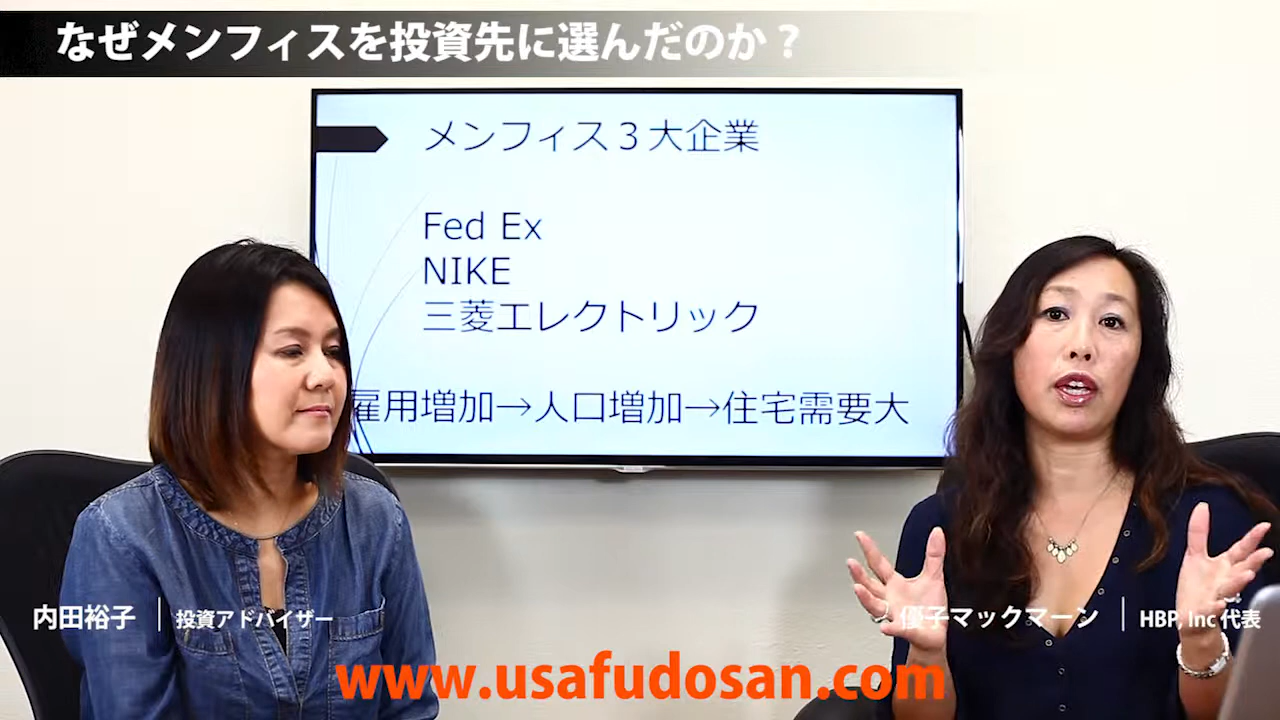 なぜメンフィスを投資先に選んだのか？
メンフィス３大企業
Fed Ex
NIKE
三菱エレクトリック
雇用増加→人口増加→住宅需要大
内田裕子 | 投資アドバイザー
優子マックマーン | HBP, Inc 代表
www.usafudosan.com